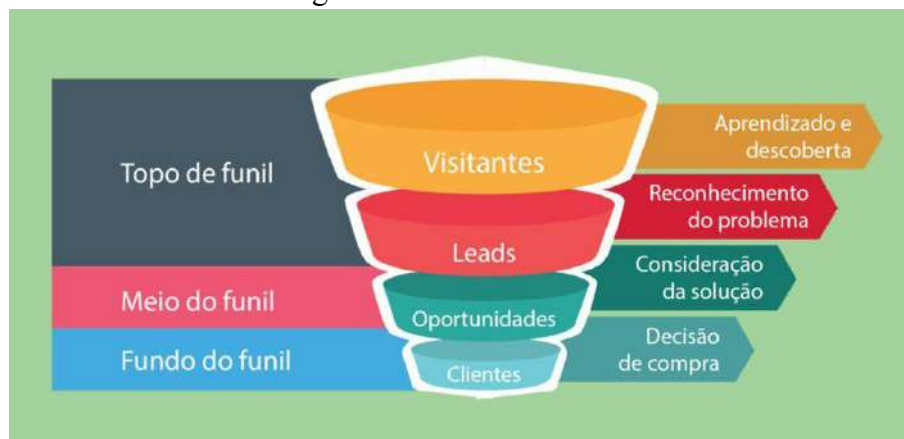 Topo de funil
Meio do funil
Fundo do funil
Visitantes
Leads
Oportunidades
Clientes
Aprendizado e
descoberta
Reconhecimento
do problema
Consideração
da solução
Decisão
de compra